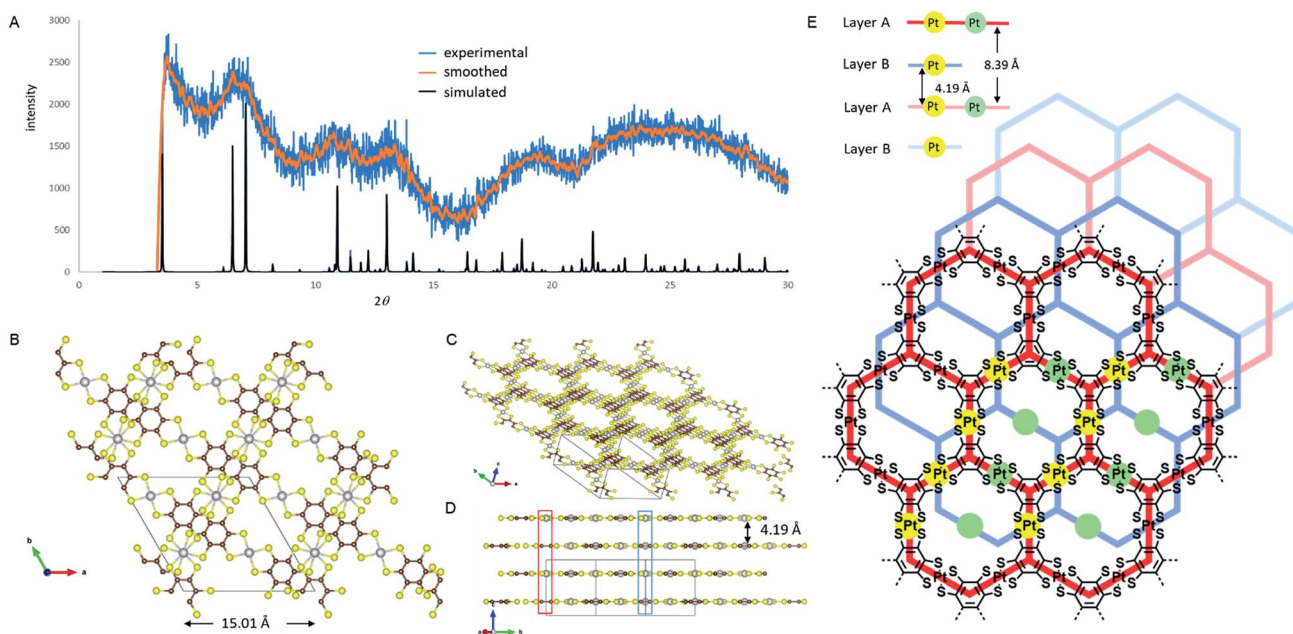 A
intensity
3000
2500
2000
1500
1000
500
0
0
5
10
15
20
25
30
2θ
experimental
smoothed
simulated
B
b
a
15.01 Å
C
b
c
a
D
4.19 Å
c
a
b
E
Layer A Pt Pt
8.39 Å
Layer B Pt
4.19 Å
Layer A Pt Pt
Layer B Pt